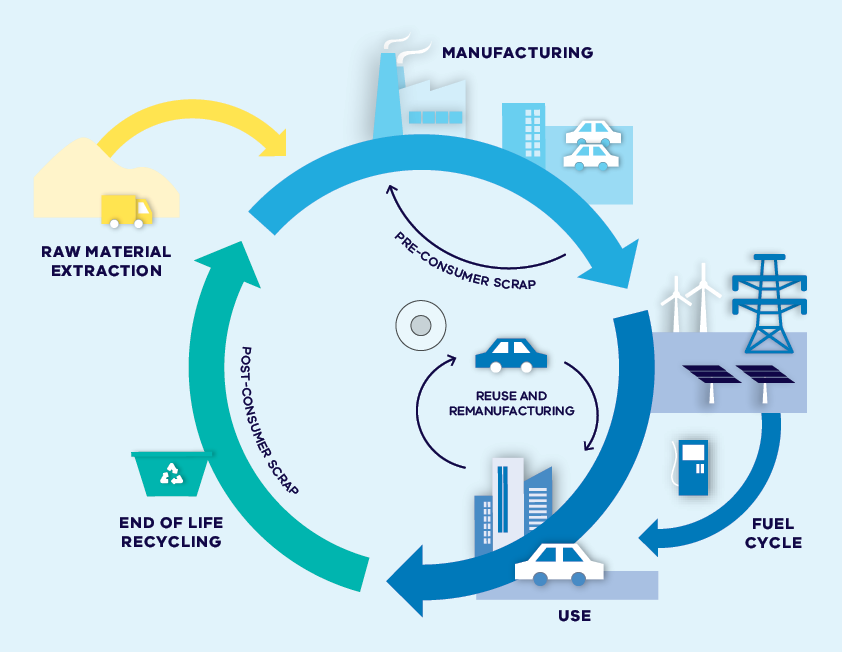 MANUFACTURING
RAW MATERIAL
EXTRACTION
PRE-CONSUMER SCRAP
REUSE AND
REMANUFACTURING
POST-CONSUMER SCRAP
END OF LIFE
RECYCLING
FUEL
CYCLE
USE